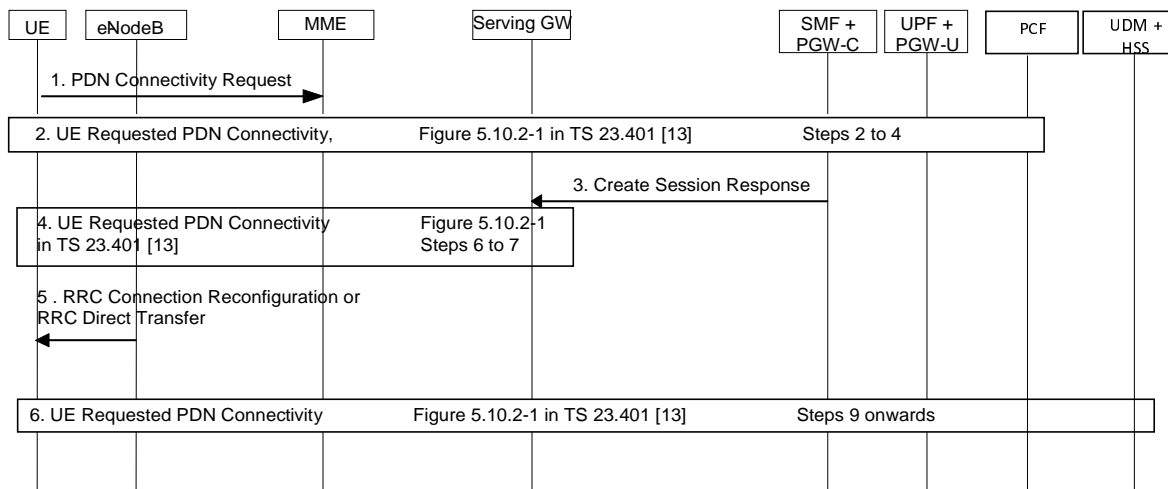 UE eNodeB MME Serving GW SMF + PGW-C UPF + PGW-U PCF UDM + HSS
1. PDN Connectivity Request
2. UE Requested PDN Connectivity, Figure 5.10.2-1 in TS 23.401 [13] Steps 2 to 4
3. Create Session Response
4. UE Requested PDN Connectivity Figure 5.10.2-1
in TS 23.401 [13] Steps 6 to 7
5 . RRC Connection Reconfiguration or
RRC Direct Transfer
6. UE Requested PDN Connectivity Figure 5.10.2-1 in TS 23.401 [13] Steps 9 onwards